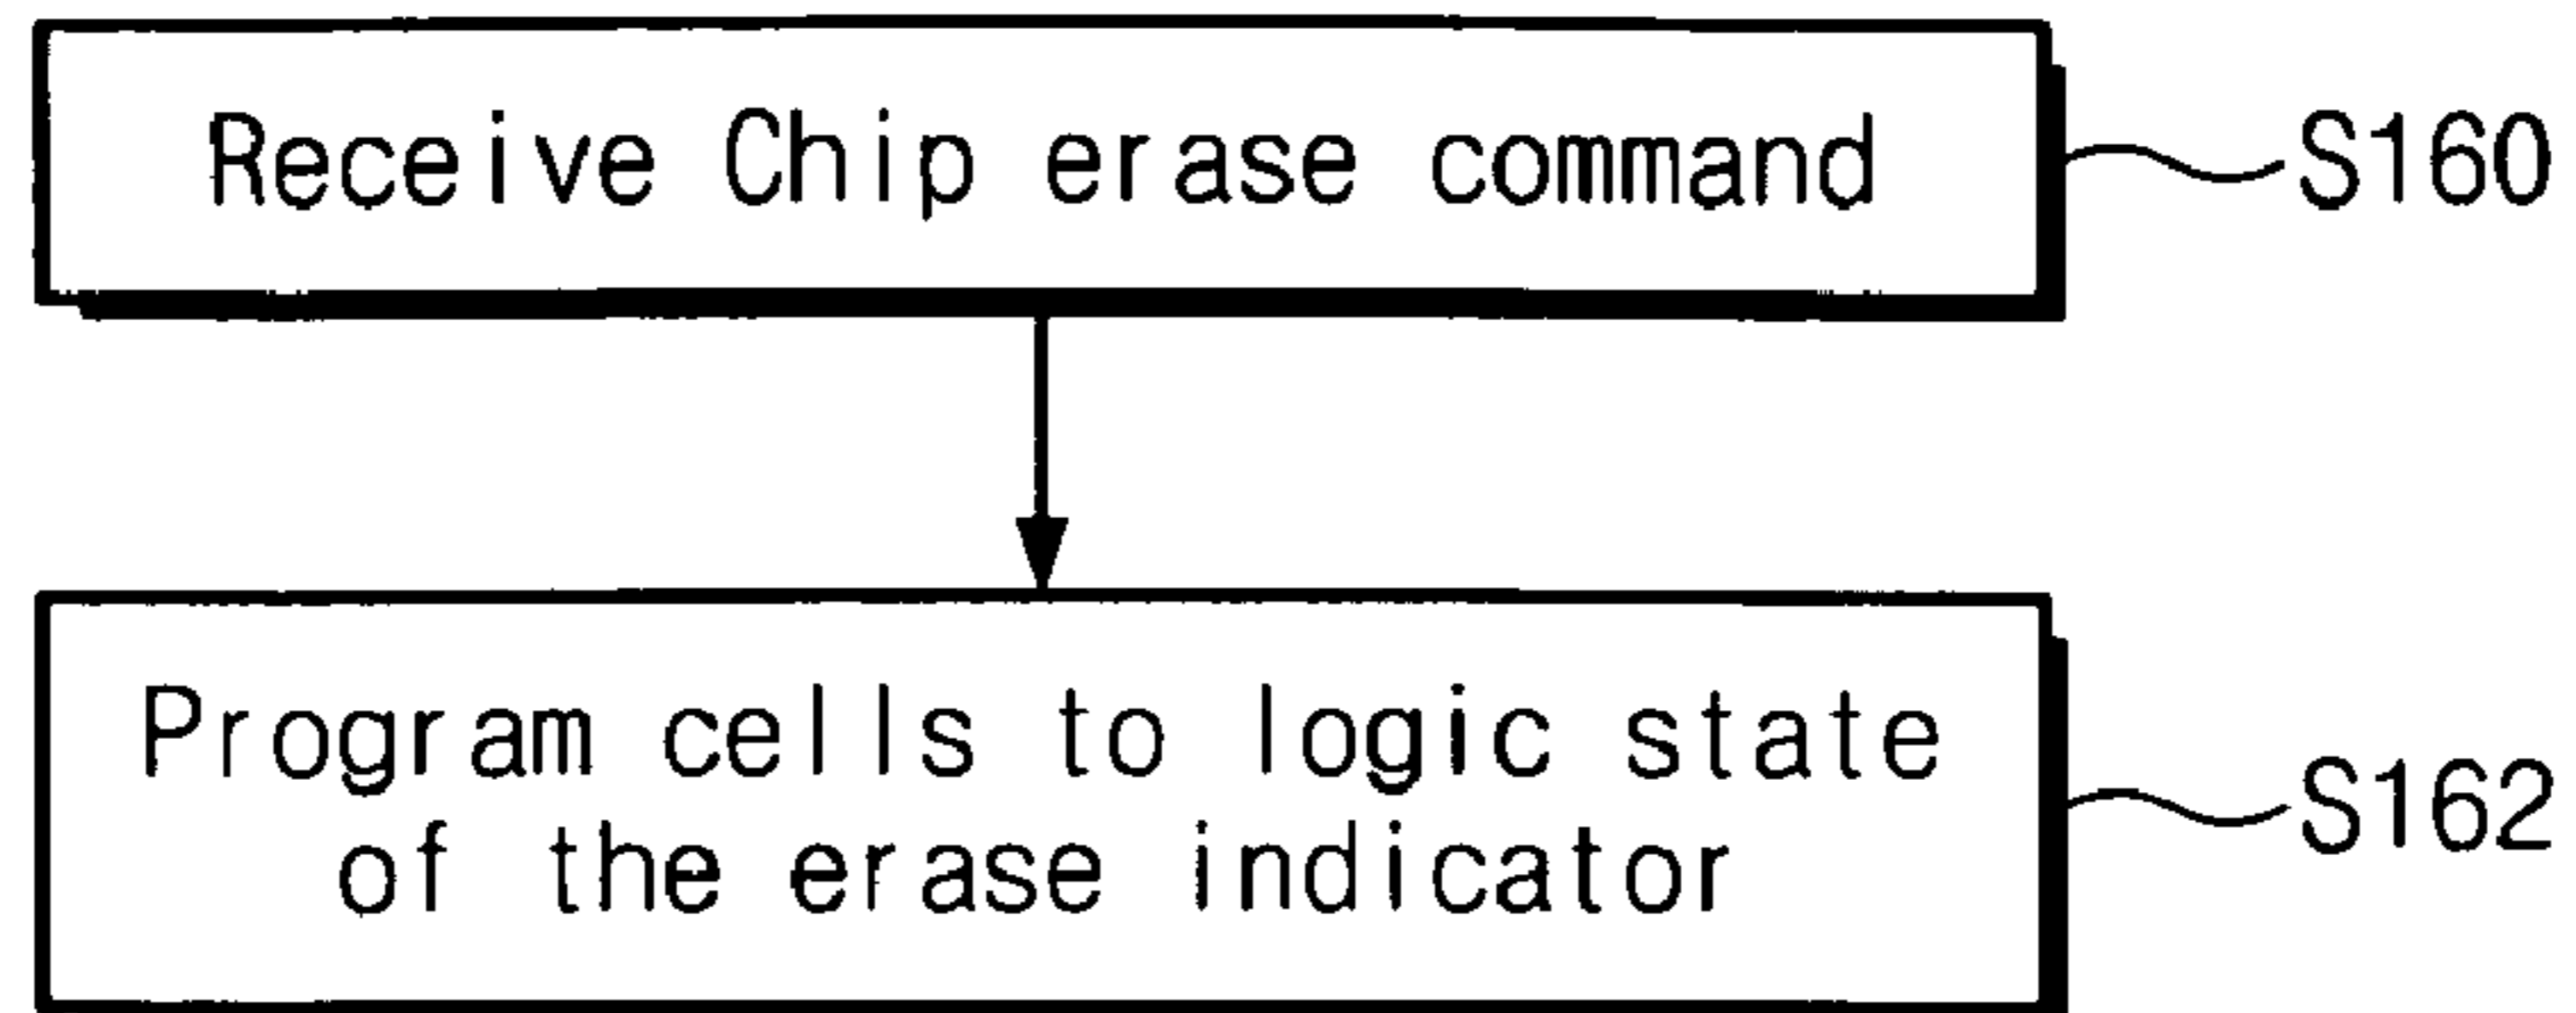 Receive Chip erase command
S160
Program cells to logic state
of the erase indicator
S162